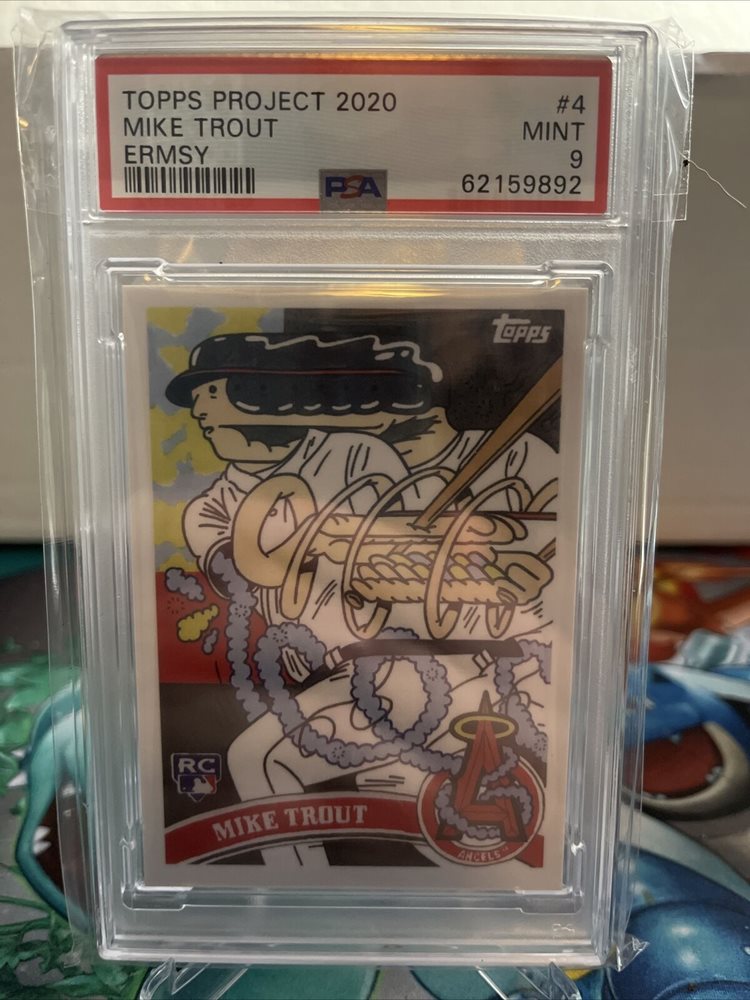 TOPPS PROJECT 2020
MIKE TROUT
ERMSY
#4
MINT
9
62159892
PSA
topps
RC
MIKE TROUT
ANGELS